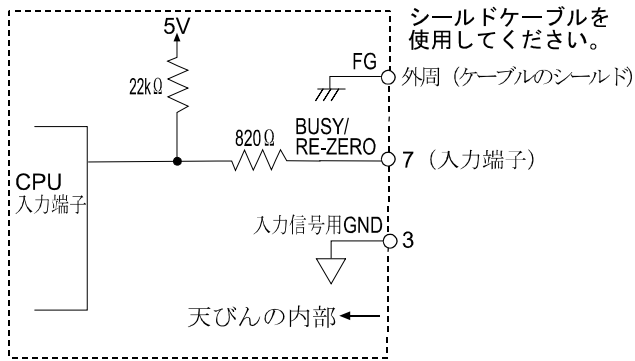 シールドケーブルを
使用してください。
5V
FG
外周（ケーブルのシールド）
22kΩ
820Ω
BUSY/
RE-ZERO
7（入力端子）
CPU
入力端子
入力信号用GND
3
天びんの内部